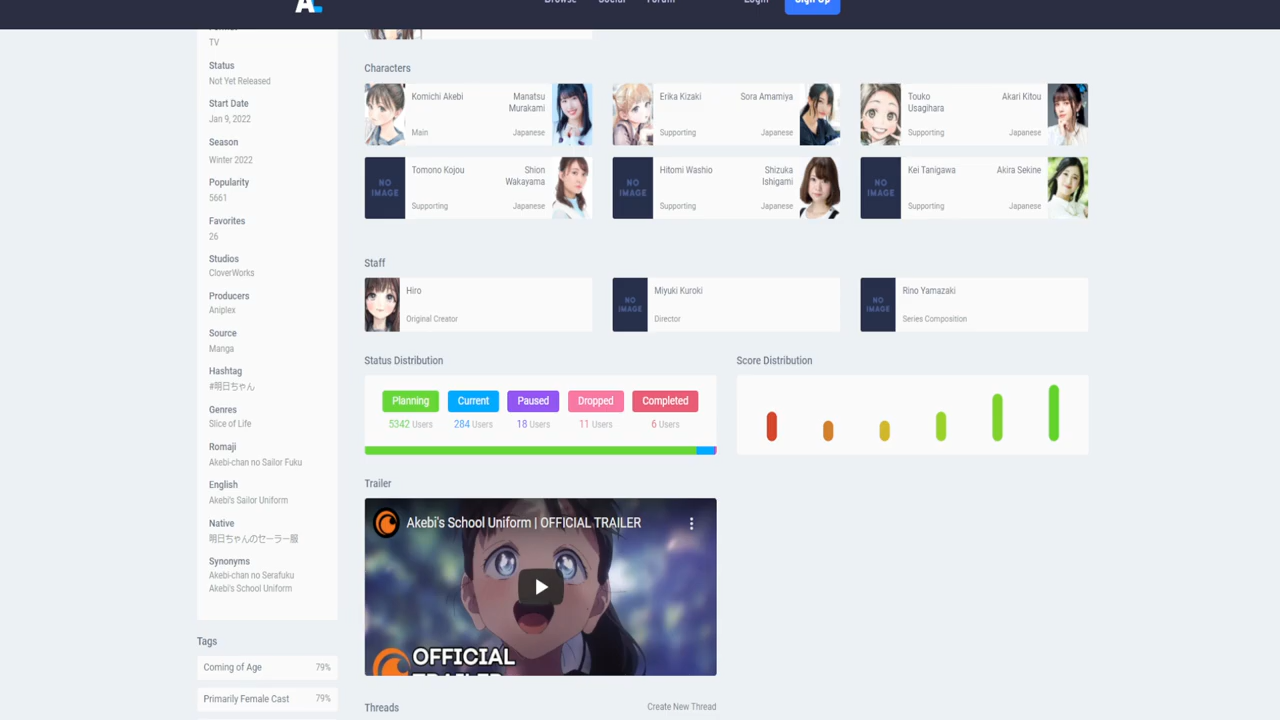 AL
Browse
Social
Forum
Login
Sign Up
Format
TV
Status
Not Yet Released
Start Date
Jan 9, 2022
Season
Winter 2022
Popularity
5661
Favorites
26
Studios
CloverWorks
Producers
Aniplex
Source
Manga
Hashtag
#明日ちゃん
Genres
Slice of Life
Romaji
Akebi-chan no Sailor Fuku
English
Akebi's Sailor Uniform
Native
明日ちゃんのセーラー服
Synonyms
Akebi-chan no Serafuku
Akebi's School Uniform
Tags
Coming of Age 79%
Primarily Female Cast 79%
Characters
Komichi Akebi
Main
Manatsu
Murakami
Japanese
Erika Kizaki
Supporting
Sora Amamiya
Japanese
Touko
Usagihara
Supporting
Akari Kitou
Japanese
NO
IMAGE
Tomono Kojou
Supporting
Shion
Wakayama
Japanese
NO
IMAGE
Hitomi Washio
Supporting
Shizuka
Ishigami
Japanese
NO
IMAGE
Kei Tanigawa
Supporting
Akira Sekine
Japanese
Staff
Hiro
Original Creator
NO
IMAGE
Miyuki Kuroki
Director
NO
IMAGE
Rino Yamazaki
Series Composition
Status Distribution
Planning
5342 Users
Current
284 Users
Paused
18 Users
Dropped
11 Users
Completed
6 Users
Score Distribution
Trailer
Akebi's School Uniform | OFFICIAL TRAILER
OFFICIAL
TRAILER
Threads
Create New Thread